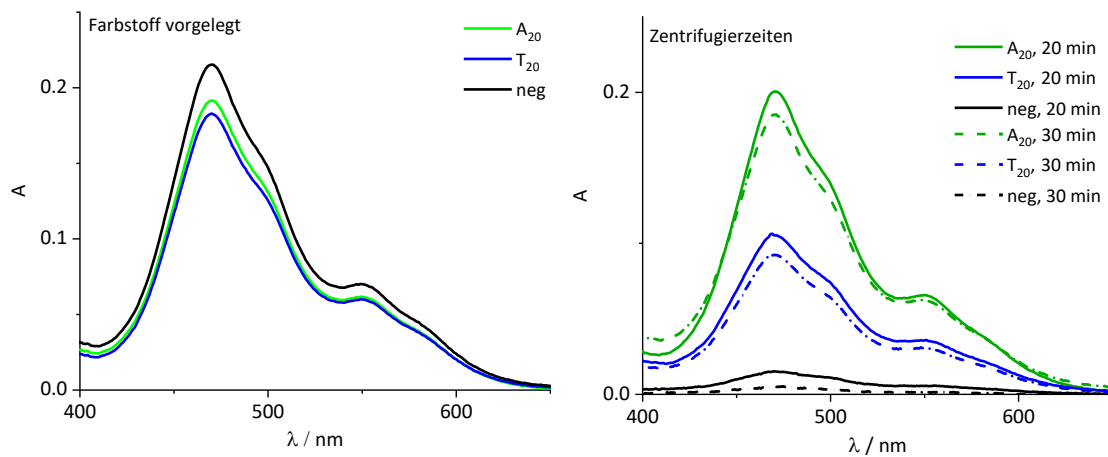 Farbstoff vorgelegt
A₂₀
T₂₀
neg
0.2
0.1
0.0
A
400
500
600
λ / nm
Zentrifugierzeiten
A₂₀, 20 min
T₂₀, 20 min
neg, 20 min
A₂₀, 30 min
T₂₀, 30 min
neg, 30 min
0.2
0.0
A
400
500
600
λ / nm